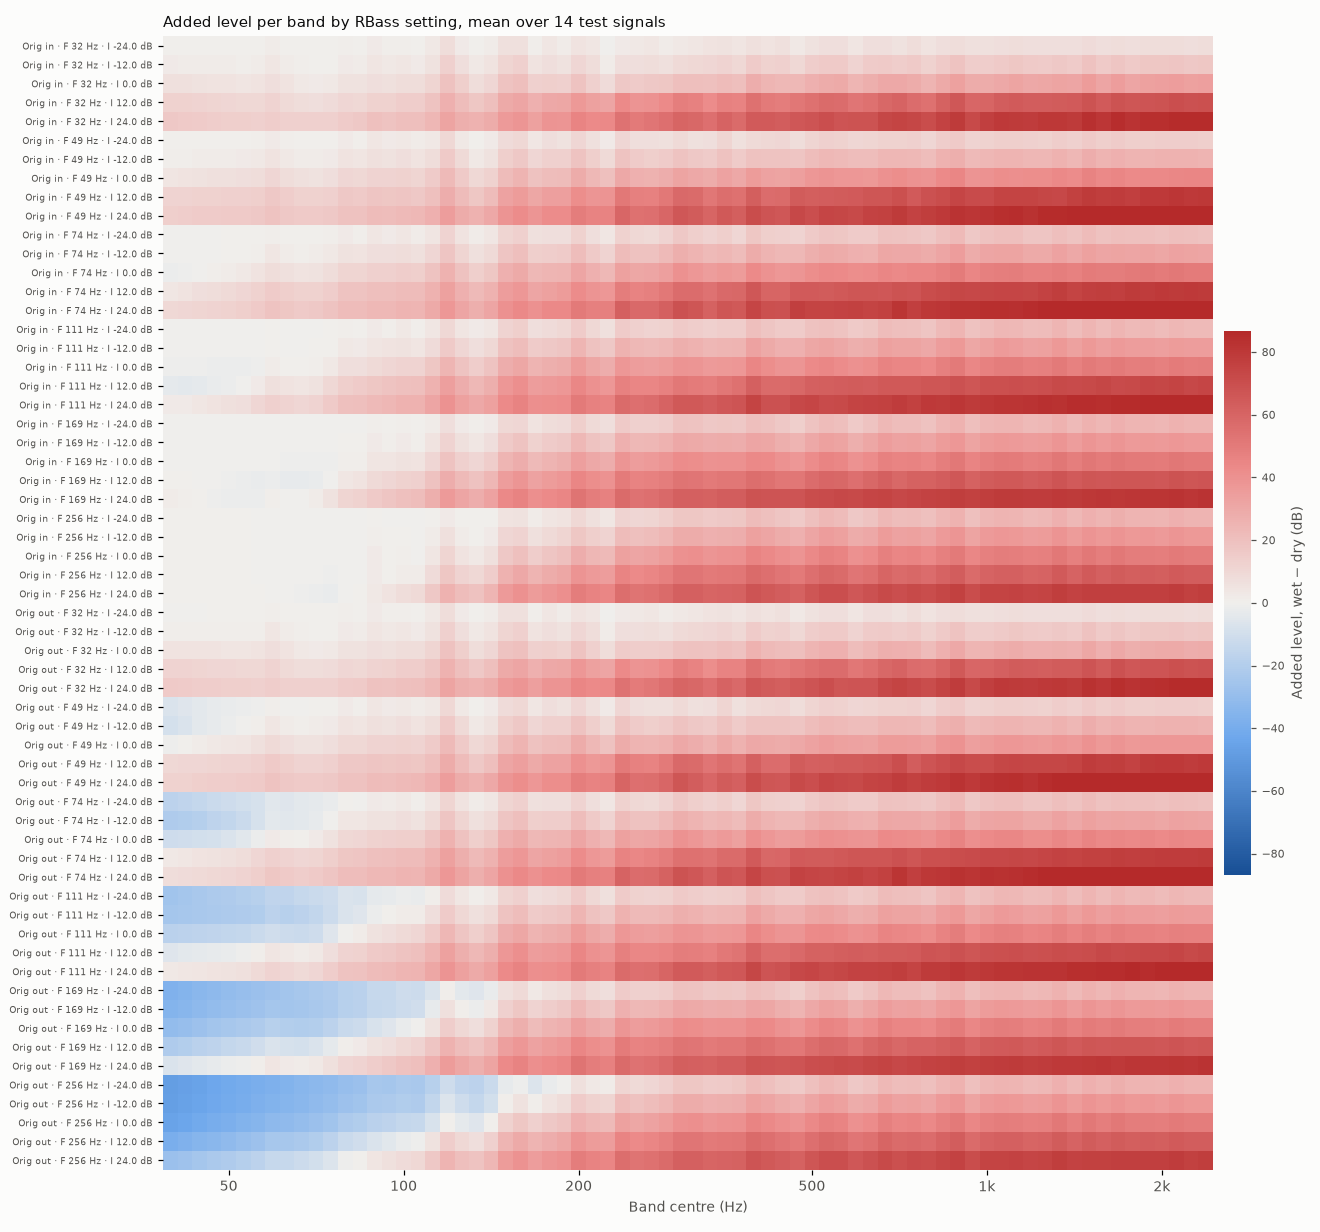 Added level per band by RBass setting, mean over 14 test signals
Orig in · F 32 Hz · I -24.0 dB
Orig in · F 32 Hz · I -12.0 dB
Orig in · F 32 Hz · I 0.0 dB
Orig in · F 32 Hz · I 12.0 dB
Orig in · F 32 Hz · I 24.0 dB
Orig in · F 49 Hz · I -24.0 dB
Orig in · F 49 Hz · I -12.0 dB
Orig in · F 49 Hz · I 0.0 dB
Orig in · F 49 Hz · I 12.0 dB
Orig in · F 49 Hz · I 24.0 dB
Orig in · F 74 Hz · I -24.0 dB
Orig in · F 74 Hz · I -12.0 dB
Orig in · F 74 Hz · I 0.0 dB
Orig in · F 74 Hz · I 12.0 dB
Orig in · F 74 Hz · I 24.0 dB
Orig in · F 111 Hz · I -24.0 dB
Orig in · F 111 Hz · I -12.0 dB
Orig in · F 111 Hz · I 0.0 dB
Orig in · F 111 Hz · I 12.0 dB
Orig in · F 111 Hz · I 24.0 dB
Orig in · F 169 Hz · I -24.0 dB
Orig in · F 169 Hz · I -12.0 dB
Orig in · F 169 Hz · I 0.0 dB
Orig in · F 169 Hz · I 12.0 dB
Orig in · F 169 Hz · I 24.0 dB
Orig in · F 256 Hz · I -24.0 dB
Orig in · F 256 Hz · I -12.0 dB
Orig in · F 256 Hz · I 0.0 dB
Orig in · F 256 Hz · I 12.0 dB
Orig in · F 256 Hz · I 24.0 dB
Orig out · F 32 Hz · I -24.0 dB
Orig out · F 32 Hz · I -12.0 dB
Orig out · F 32 Hz · I 0.0 dB
Orig out · F 32 Hz · I 12.0 dB
Orig out · F 32 Hz · I 24.0 dB
Orig out · F 49 Hz · I -24.0 dB
Orig out · F 49 Hz · I -12.0 dB
Orig out · F 49 Hz · I 0.0 dB
Orig out · F 49 Hz · I 12.0 dB
Orig out · F 49 Hz · I 24.0 dB
Orig out · F 74 Hz · I -24.0 dB
Orig out · F 74 Hz · I -12.0 dB
Orig out · F 74 Hz · I 0.0 dB
Orig out · F 74 Hz · I 12.0 dB
Orig out · F 74 Hz · I 24.0 dB
Orig out · F 111 Hz · I -24.0 dB
Orig out · F 111 Hz · I -12.0 dB
Orig out · F 111 Hz · I 0.0 dB
Orig out · F 111 Hz · I 12.0 dB
Orig out · F 111 Hz · I 24.0 dB
Orig out · F 169 Hz · I -24.0 dB
Orig out · F 169 Hz · I -12.0 dB
Orig out · F 169 Hz · I 0.0 dB
Orig out · F 169 Hz · I 12.0 dB
Orig out · F 169 Hz · I 24.0 dB
Orig out · F 256 Hz · I -24.0 dB
Orig out · F 256 Hz · I -12.0 dB
Orig out · F 256 Hz · I 0.0 dB
Orig out · F 256 Hz · I 12.0 dB
Orig out · F 256 Hz · I 24.0 dB
50 100 200 500 1k 2k
Band centre (Hz)
80
60
40
20
0
−20
−40
−60
−80
Added level, wet − dry (dB)